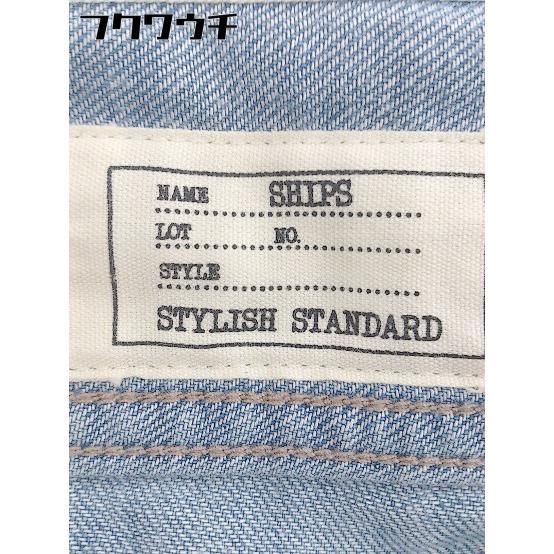 フクワウチ
NAME SHIPS
LOT NO.
STYLE
STYLISH STANDARD